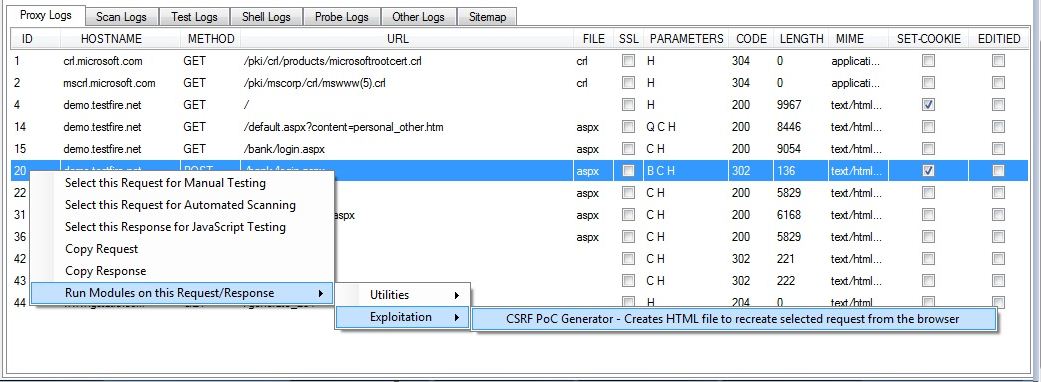 Proxy Logs Scan Logs Test Logs Shell Logs Probe Logs Other Logs Sitemap
ID HOSTNAME METHOD URL FILE SSL PARAMETERS CODE LENGTH MIME SET-COOKIE EDITIED
1 crl.microsoft.com GET /pki/crl/products/microsoftrootcert.crl crl H 304 0 applicati...
2 mscrl.microsoft.com GET /pki/mscorp/crl/mswww(5).crl crl H 304 0 applicati...
4 demo.testfire.net GET / H 200 9967 text/html...
14 demo.testfire.net GET /default.aspx?content=personal_other.htm aspx Q C H 200 8446 text/html...
15 demo.testfire.net GET /bank/login.aspx aspx C H 200 9054 text/html...
20 demo.testfire.net POST /bank/login.aspx aspx B C H 302 136 text/html...
22 aspx C H 200 5829 text/html...
31 aspx aspx C H 200 6168 text/html...
36 aspx C H 200 5829 text/html...
42 C H 302 221 text/html...
43 C H 302 222 text/html...
44 H 204 0 text/html...
Select this Request for Manual Testing
Select this Request for Automated Scanning
Select this Response for JavaScript Testing
Copy Request
Copy Response
Run Modules on this Request/Response
Utilities
Exploitation
CSRF PoC Generator - Creates HTML file to recreate selected request from the browser